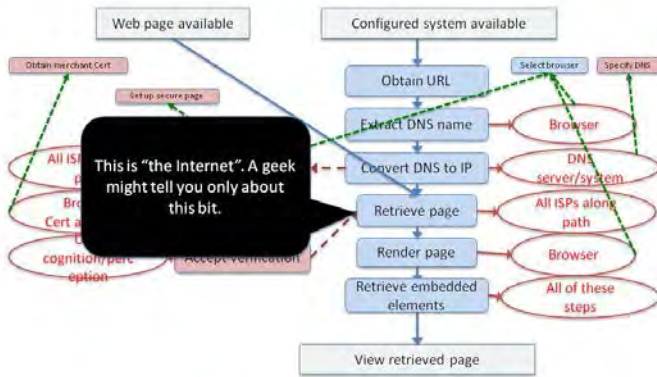 Web page available
Configured system available
Obtain merchant Cert
Select browser
Specify DNS
Obtain URL
Set up secure page
Extract DNS name
Browser
This is “the Internet”. A geek
might tell you only about
this bit.
All
Convert DNS to IP
DNS
server/system
Retrieve page
All ISPs along
path
Cert
cognition/perc
eption
Accept verification
Render page
Browser
Retrieve embedded
elements
All of these
steps
View retrieved page